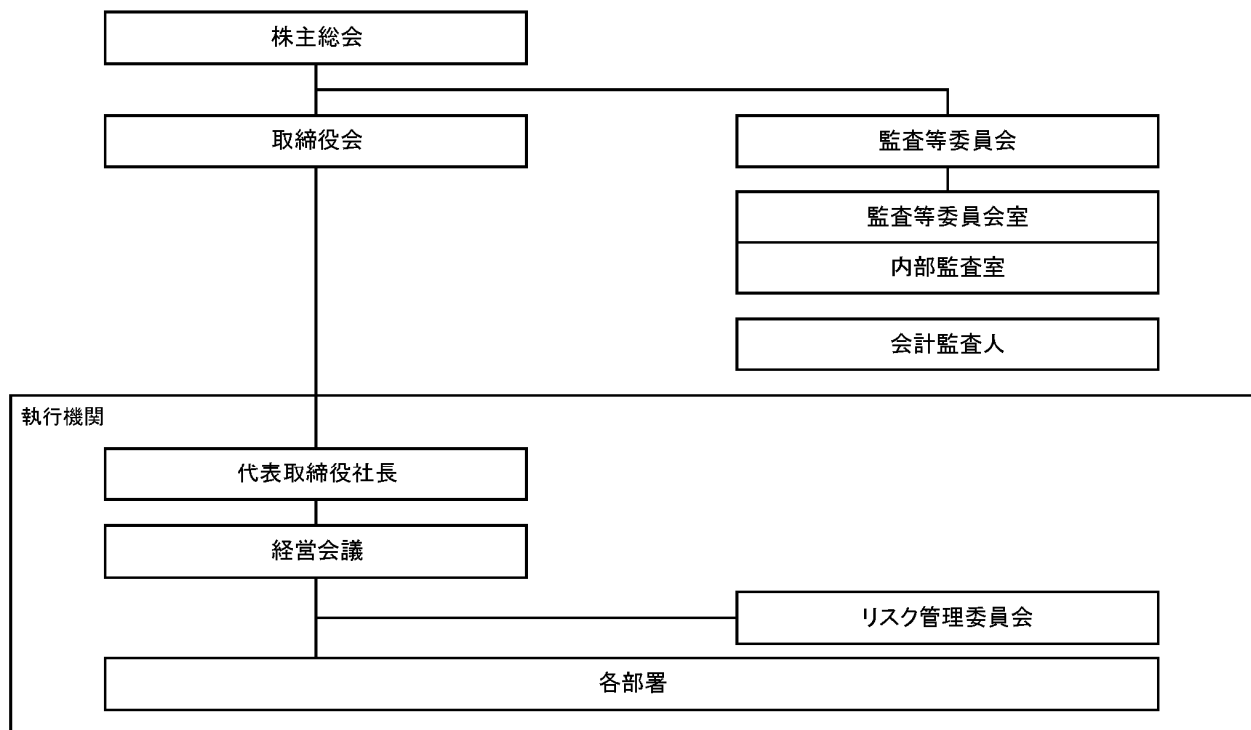 株主総会
取締役会
監査等委員会
監査等委員会室
内部監査室
会計監査人
執行機関
代表取締役社長
経営会議
リスク管理委員会
各部署